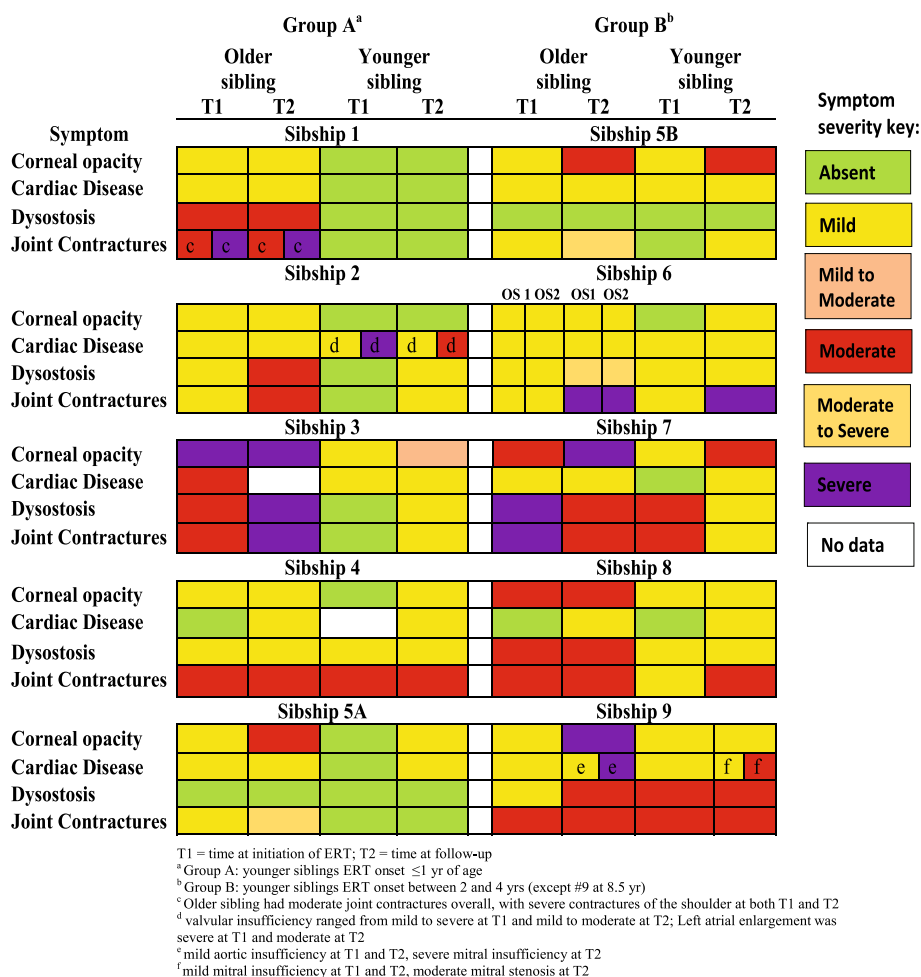 Group Aa Group Bb
Older sibling Younger sibling Older sibling Younger sibling
T1 T2 T1 T2 T1 T2 T1 T2
Symptom Sibship 1 Sibship 5B
Corneal opacity
Cardiac Disease
Dysostosis
Joint Contractures c c c c
Sibship 2 Sibship 6
OS 1 OS2 OS1 OS2
Corneal opacity
Cardiac Disease d d d d
Dysostosis
Joint Contractures
Sibship 3 Sibship 7
Corneal opacity
Cardiac Disease
Dysostosis
Joint Contractures
Sibship 4 Sibship 8
Corneal opacity
Cardiac Disease
Dysostosis
Joint Contractures
Sibship 5A Sibship 9
Corneal opacity
Cardiac Disease e e f f
Dysostosis
Joint Contractures
Symptom
severity key:
Absent
Mild
Mild to
Moderate
Moderate
Moderate
to Severe
Severe
No data
T1 = time at initiation of ERT; T2 = time at follow-up
a Group A: younger siblings ERT onset ≤1 yr of age
b Group B: younger siblings ERT onset between 2 and 4 yrs (except #9 at 8.5 yr)
c Older sibling had moderate joint contractures overall, with severe contractures of the shoulder at both T1 and T2
d valvular insufficiency ranged from mild to severe at T1 and mild to moderate at T2; Left atrial enlargement was
severe at T1 and moderate at T2
e mild aortic insufficiency at T1 and T2, severe mitral insufficiency at T2
f mild mitral insufficiency at T1 and T2, moderate mitral stenosis at T2